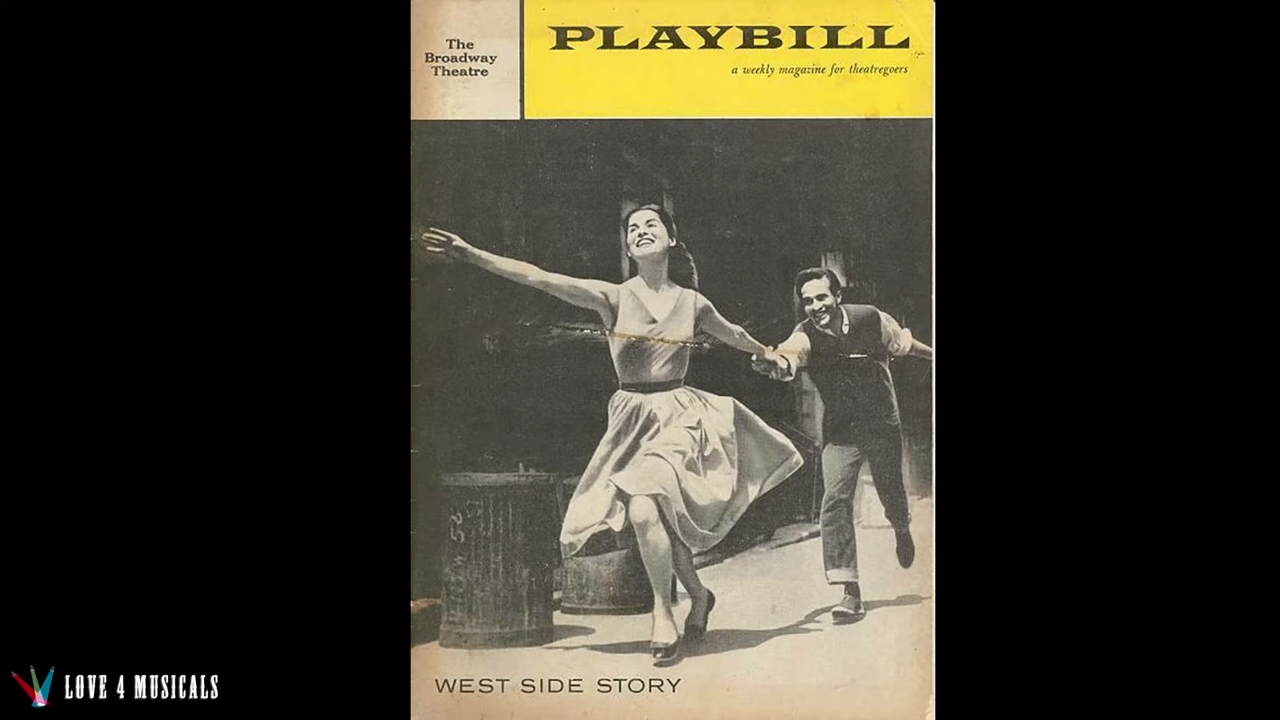 The
Broadway
Theatre
PLAYBILL
a weekly magazine for theatregoers
WEST SIDE STORY
LOVE 4 MUSICALS